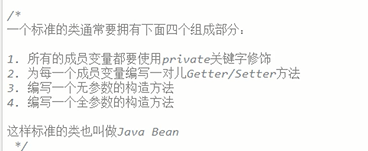 /*
一个标准的类通常要拥有下面四个组成部分:
1. 所有的成员变量都要使用private关键字修饰
2. 为每一个成员变量编写一对儿Getter/Setter方法
3. 编写一个无参数的构造方法
4. 编写一个全参数的构造方法
这样标准的类也叫做Java Bean
*/